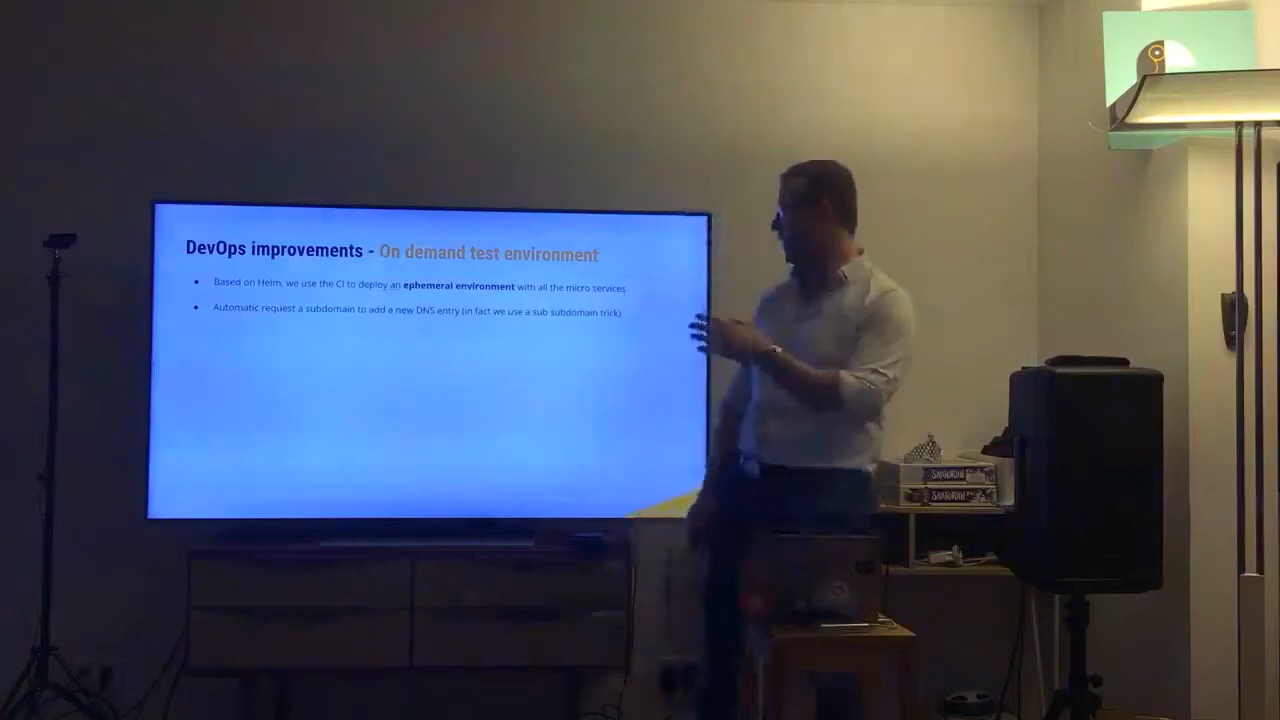 DevOps improvements - On demand test environment
Based on Helm, we use the CI to deploy an ephemeral environment with all the micro services
Automatic request a subdomain to add a new DNS entry (in fact we use a sub subdomain trick)
SANTORINI
SANTORINI